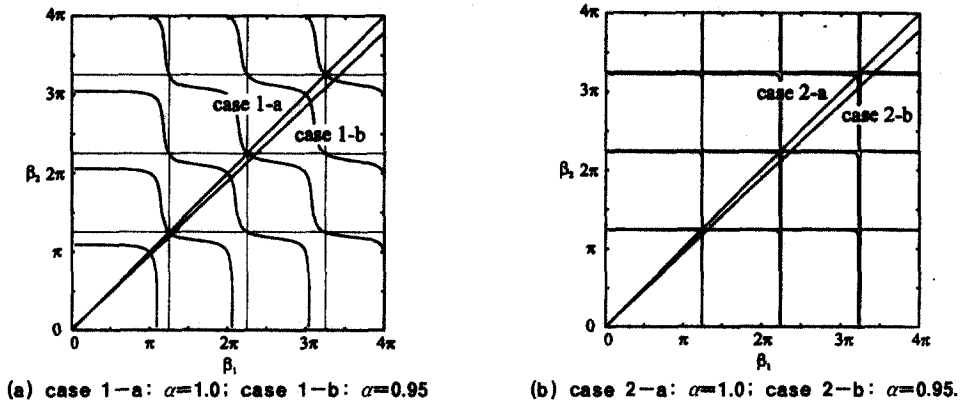 4π
3π
β₂ 2π
π
0
0 π 2π 3π 4π
β₁
case 1-a
case 1-b
(a) case 1-a: α=1.0; case 1-b: α=0.95
4π
3π
β₂ 2π
π
0
0 π 2π 3π 4π
β₁
case 2-a
case 2-b
(b) case 2-a: α=1.0; case 2-b: α=0.95.